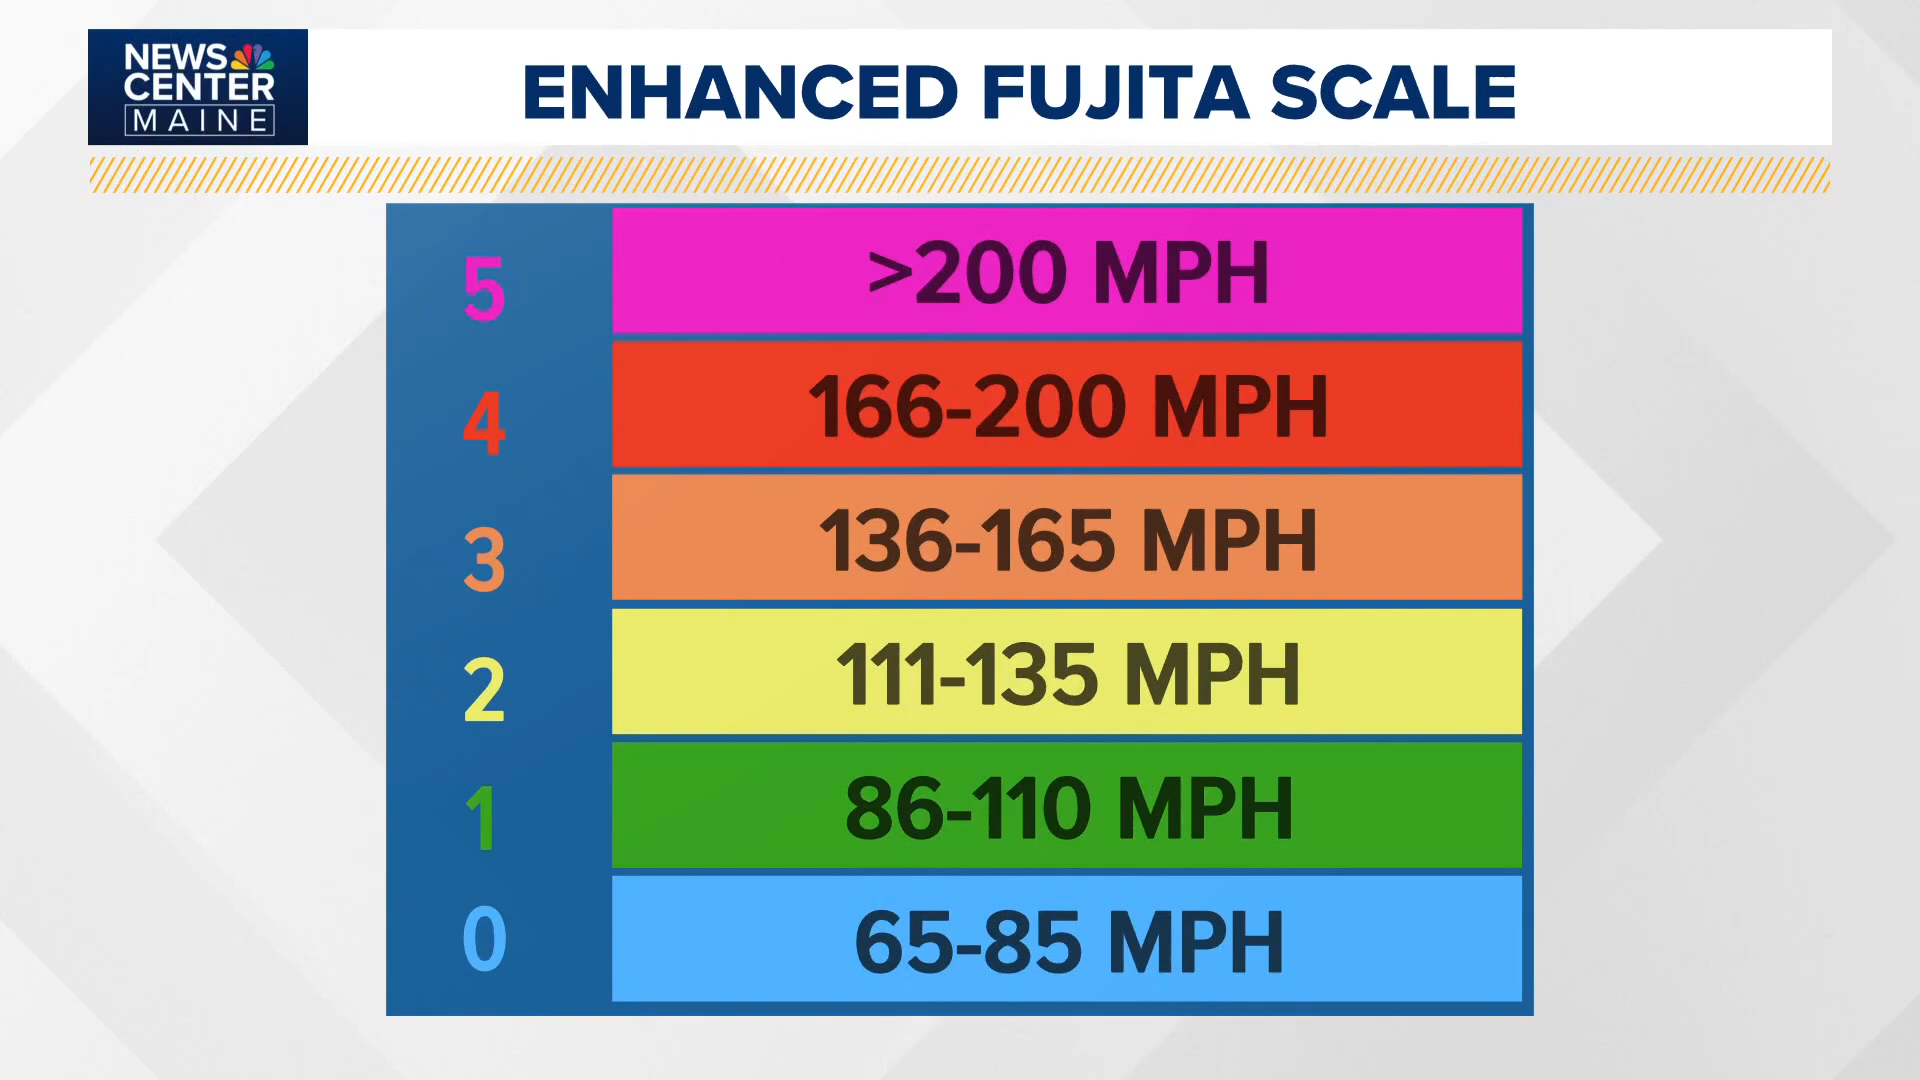 NEWS
CENTER
MAINE
ENHANCED FUJITA SCALE
5 >200 MPH
4 166-200 MPH
3 136-165 MPH
2 111-135 MPH
1 86-110 MPH
0 65-85 MPH